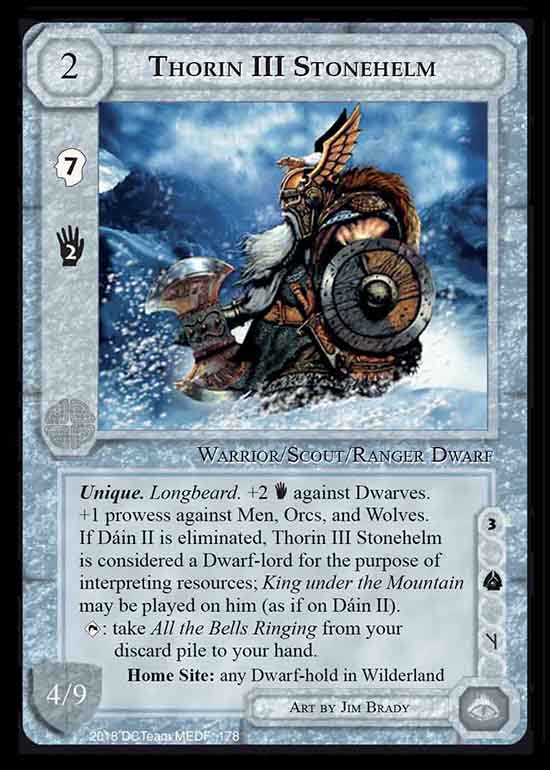 2
THORIN III STONEHELM
7
2
WARRIOR/SCOUT/RANGER DWARF
Unique. Longbeard. +2 against Dwarves.
+1 prowess against Men, Orcs, and Wolves.
If Dáin II is eliminated, Thorin III Stonehelm
is considered a Dwarf-lord for the purpose of
interpreting resources; King under the Mountain
may be played on him (as if on Dáin II).
: take All the Bells Ringing from your
discard pile to your hand.
Home Site: any Dwarf-hold in Wilderland
3
4/9
ART BY JIM BRADY
2018 DCTeam MEDF 178